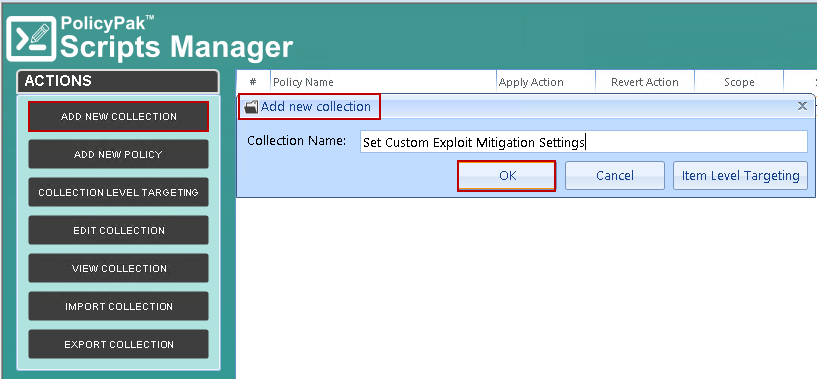 PolicyPak™
Scripts Manager
ACTIONS
ADD NEW COLLECTION
ADD NEW POLICY
COLLECTION LEVEL TARGETING
EDIT COLLECTION
VIEW COLLECTION
IMPORT COLLECTION
EXPORT COLLECTION
# Policy Name Apply Action Revert Action Scope
Add new collection
Collection Name: Set Custom Exploit Mitigation Settings
OK Cancel Item Level Targeting